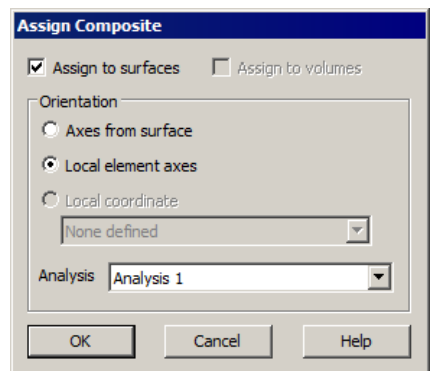 Assign Composite
Assign to surfaces Assign to volumes
Orientation
Axes from surface
Local element axes
Local coordinate
None defined
Analysis Analysis 1
OK Cancel Help